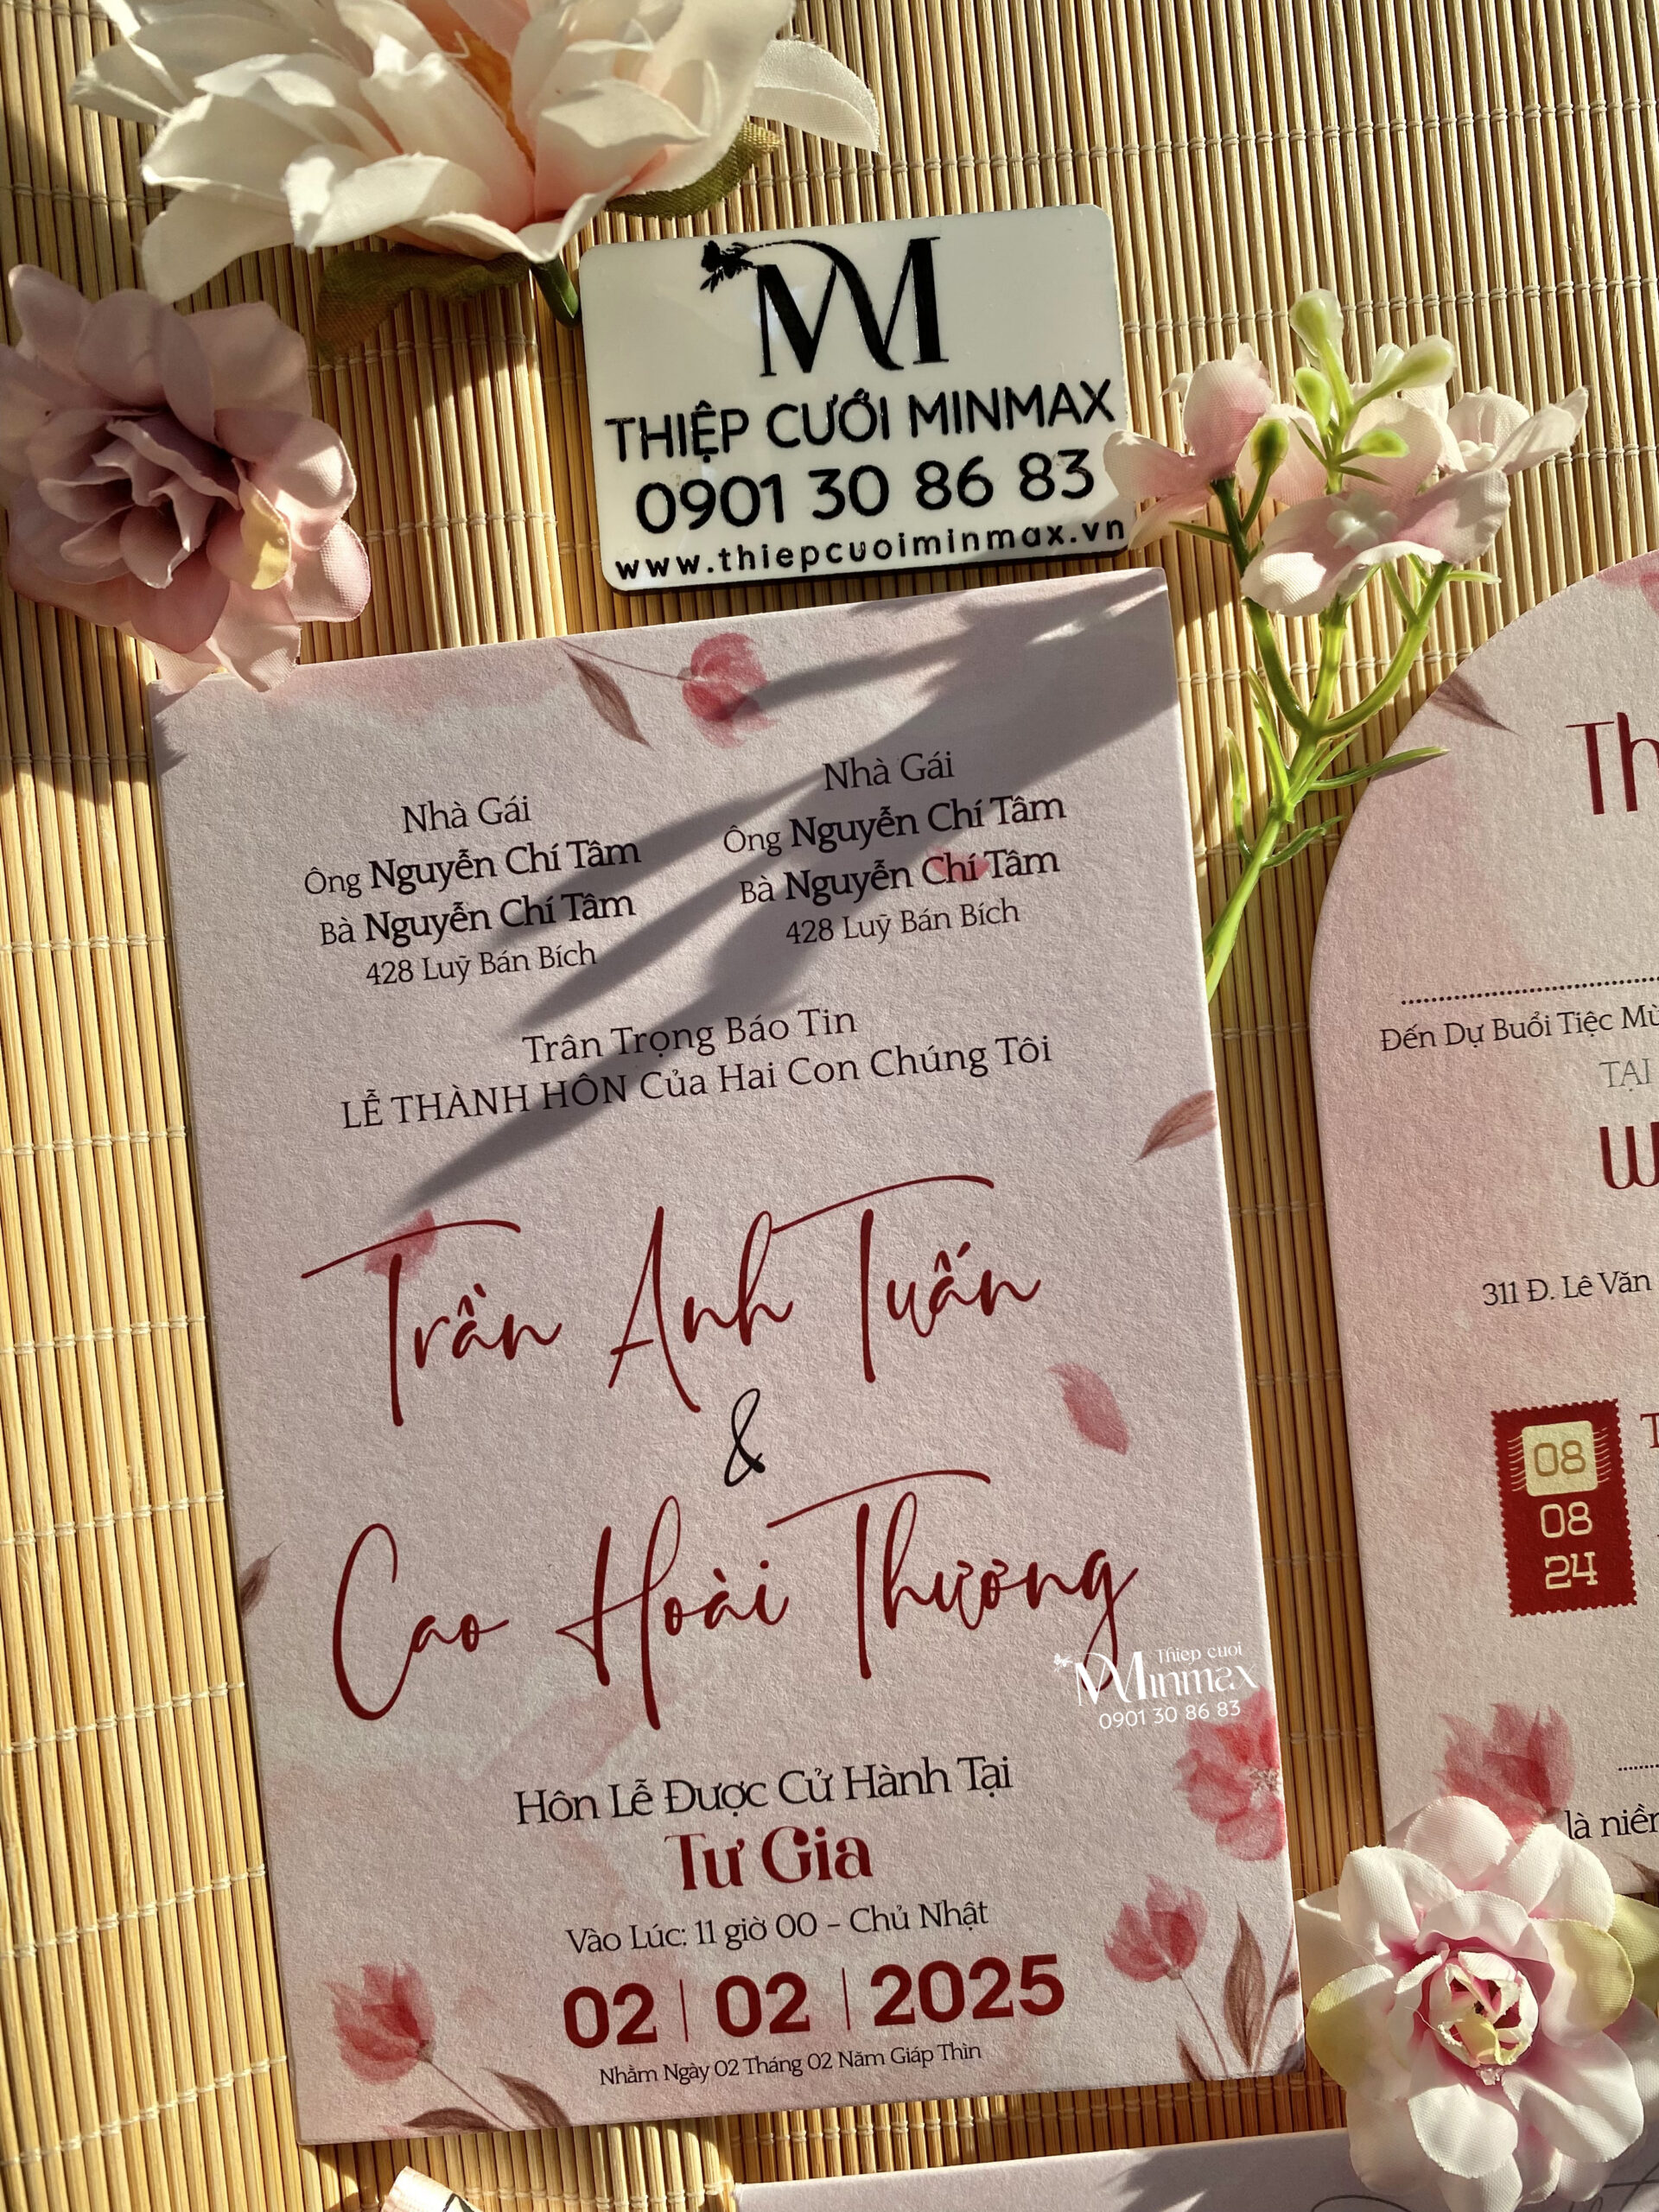 THIỆP CƯỚI MINMAX
0901 30 86 83
www.thiepcuoiminmax.vn
Nhà Gái
Ông Nguyễn Chí Tâm
Bà Nguyễn Chí Tâm
428 Luỹ Bán Bích
Nhà Gái
Ông Nguyễn Chí Tâm
Bà Nguyễn Chí Tâm
428 Luỹ Bán Bích
Trân Trọng Báo Tin
LỄ THÀNH HÔN Của Hai Con Chúng Tôi
Trần Anh Tuấn
&
Cao Hoài Thương
Thiep cuoi
Minmax
0901 30 86 83
Hôn Lễ Được Cử Hành Tại
Tư Gia
Vào Lúc: 11 giờ 00 - Chủ Nhật
02 | 02 | 2025
Nhằm Ngày 02 Tháng 02 Năm Giáp Thìn
Đến Dự Buổi Tiệc
TẠI
311 Đ. Lê Văn
08
08
24
là